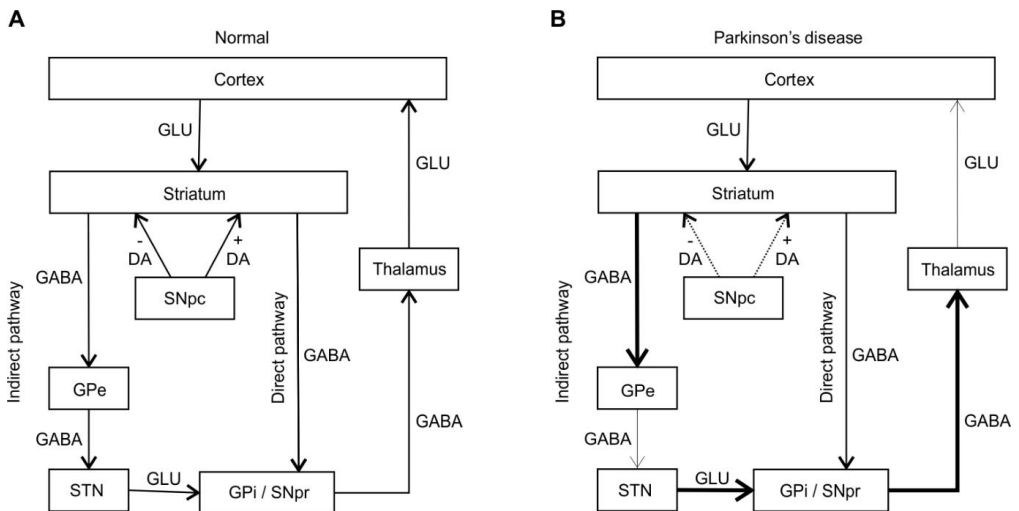 A
Normal
Cortex
GLU
GLU
Striatum
-
DA
+
DA
Thalamus
GABA
SNpc
Indirect pathway
Direct pathway
GABA
GPe
GABA
GABA
STN
GLU
GPi / SNpr
B
Parkinson's disease
Cortex
GLU
GLU
Striatum
-
DA
+
DA
Thalamus
GABA
SNpc
Indirect pathway
Direct pathway
GABA
GPe
GABA
GABA
STN
GLU
GPi / SNpr